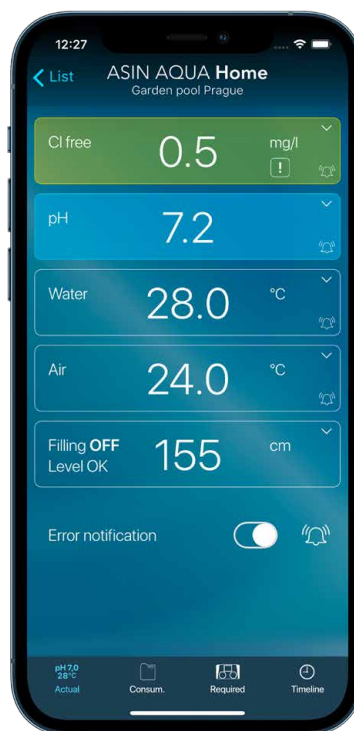 12:27
List
ASIN AQUA Home
Garden pool Prague
Cl free 0.5 mg/l
!
pH 7.2
Water 28.0 °C
Air 24.0 °C
Filling OFF
Level OK
155 cm
Error notification
pH 7,0
28°C
Actual Consum. Required Timeline